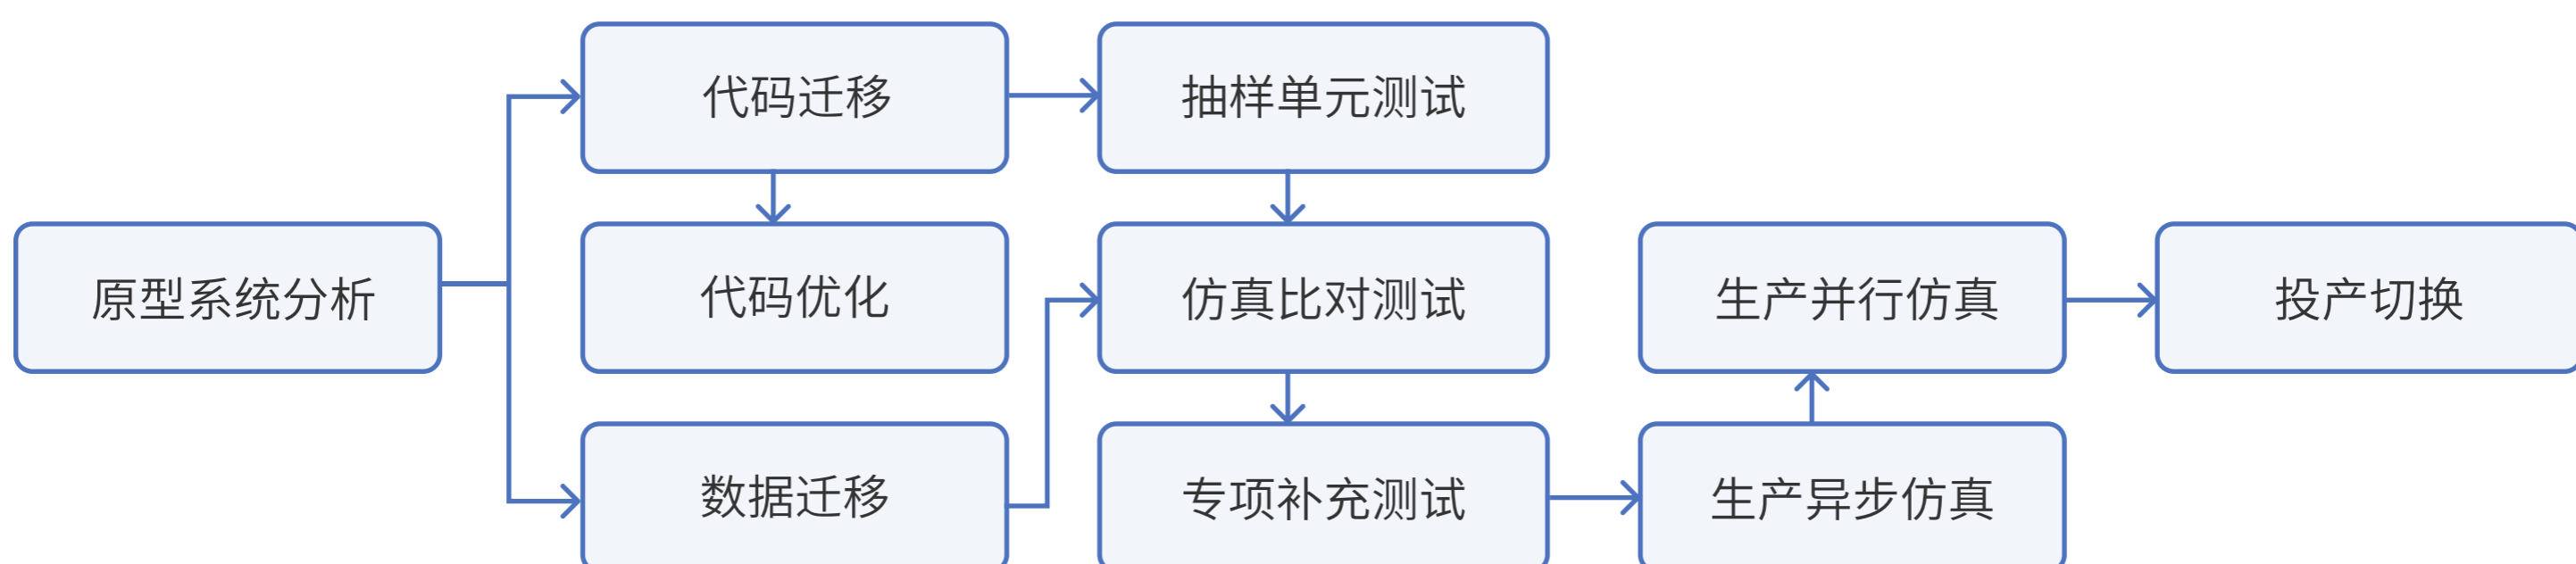 代码迁移
抽样单元测试
原型系统分析
代码优化
仿真比对测试
生产并行仿真
投产切换
数据迁移
专项补充测试
生产异步仿真